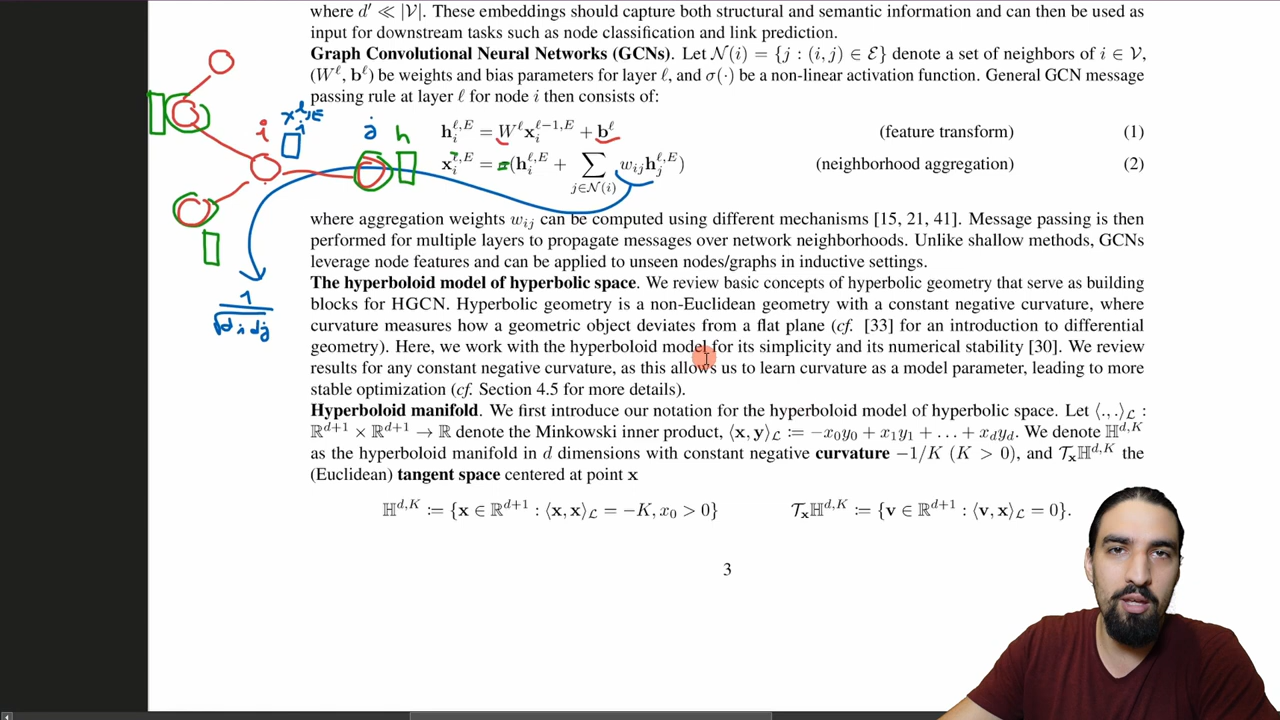 where d′ ≪ |V|. These embeddings should capture both structural and semantic information and can then be used as
input for downstream tasks such as node classification and link prediction.
Graph Convolutional Neural Networks (GCNs). Let N(i) = {j : (i, j) ∈ E} denote a set of neighbors of i ∈ V,
(W^ℓ, b^ℓ) be weights and bias parameters for layer ℓ, and σ(·) be a non-linear activation function. General GCN message
passing rule at layer ℓ for node i then consists of:
h_i^{ℓ,E} = W^ℓ x_i^{ℓ−1,E} + b^ℓ (feature transform) (1)
x_i^{ℓ,E} = σ(h_i^{ℓ,E} + ∑_{j∈N(i)} w_{ij} h_j^{ℓ,E}) (neighborhood aggregation) (2)
i
x_i^{ℓ,E}
j
h
1/√(d_i d_j)
where aggregation weights w_{ij} can be computed using different mechanisms [15, 21, 41]. Message passing is then
performed for multiple layers to propagate messages over network neighborhoods. Unlike shallow methods, GCNs
leverage node features and can be applied to unseen nodes/graphs in inductive settings.
The hyperboloid model of hyperbolic space. We review basic concepts of hyperbolic geometry that serve as building
blocks for HGCN. Hyperbolic geometry is a non-Euclidean geometry with a constant negative curvature, where
curvature measures how a geometric object deviates from a flat plane (cf. [33] for an introduction to differential
geometry). Here, we work with the hyperboloid model for its simplicity and its numerical stability [30]. We review
results for any constant negative curvature, as this allows us to learn curvature as a model parameter, leading to more
stable optimization (cf. Section 4.5 for more details).
Hyperboloid manifold. We first introduce our notation for the hyperboloid model of hyperbolic space. Let ⟨., .⟩_L :
ℝ^{d+1} × ℝ^{d+1} → ℝ denote the Minkowski inner product, ⟨x, y⟩_L := −x_0y_0 + x_1y_1 + . . . + x_dy_d. We denote ℍ^{d,K}
as the hyperboloid manifold in d dimensions with constant negative curvature −1/K (K > 0), and T_xℍ^{d,K} the
(Euclidean) tangent space centered at point x
ℍ^{d,K} := {x ∈ ℝ^{d+1} : ⟨x, x⟩_L = −K, x_0 > 0} T_xℍ^{d,K} := {v ∈ ℝ^{d+1} : ⟨v, x⟩_L = 0}.
3